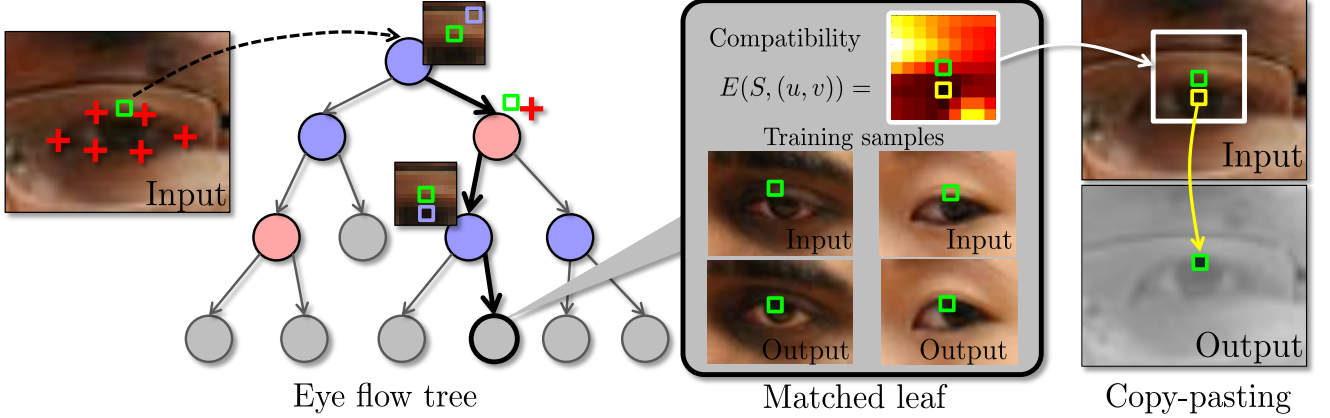 Input
Eye flow tree
Compatibility
E(S, (u, v)) =
Training samples
Input
Input
Output
Output
Matched leaf
Input
Output
Copy-pasting